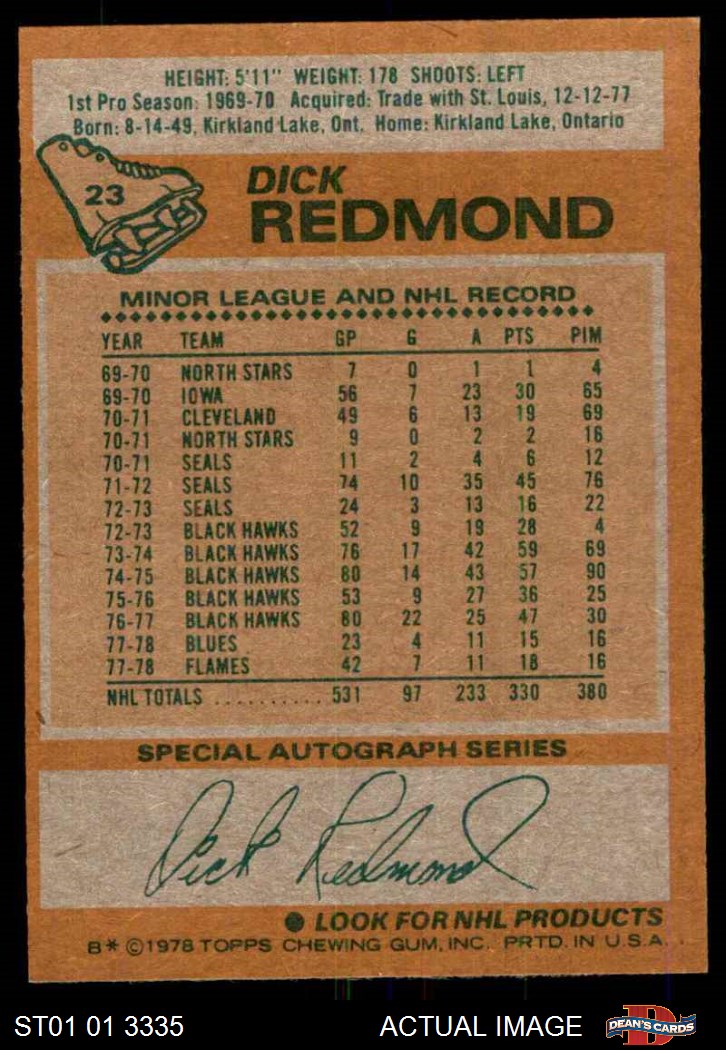 HEIGHT: 5'11" WEIGHT: 178 SHOOTS: LEFT
1st Pro Season: 1969-70 Acquired: Trade with St. Louis, 12-12-77
Born: 8-14-49, Kirkland Lake, Ont. Home: Kirkland Lake, Ontario
23
DICK
REDMOND
MINOR LEAGUE AND NHL RECORD
YEAR TEAM GP G A PTS PIM
69-70 NORTH STARS 7 0 1 1 4
69-70 IOWA 56 7 23 30 65
70-71 CLEVELAND 49 6 13 19 69
70-71 NORTH STARS 9 0 2 2 16
70-71 SEALS 11 2 4 6 12
71-72 SEALS 74 10 35 45 76
72-73 SEALS 24 3 13 16 22
72-73 BLACK HAWKS 52 9 19 28 4
73-74 BLACK HAWKS 76 17 42 59 69
74-75 BLACK HAWKS 80 14 43 57 90
75-76 BLACK HAWKS 53 9 27 36 25
76-77 BLACK HAWKS 80 22 25 47 30
77-78 BLUES 23 4 11 15 16
77-78 FLAMES 42 7 11 18 16
NHL TOTALS .......... 531 97 233 330 380
SPECIAL AUTOGRAPH SERIES
Dick Redmond
● LOOK FOR NHL PRODUCTS
B* ©1978 TOPPS CHEWING GUM, INC. PRTD. IN U.S.A.
ST01 01 3335 ACTUAL IMAGE DEAN'S CARDS